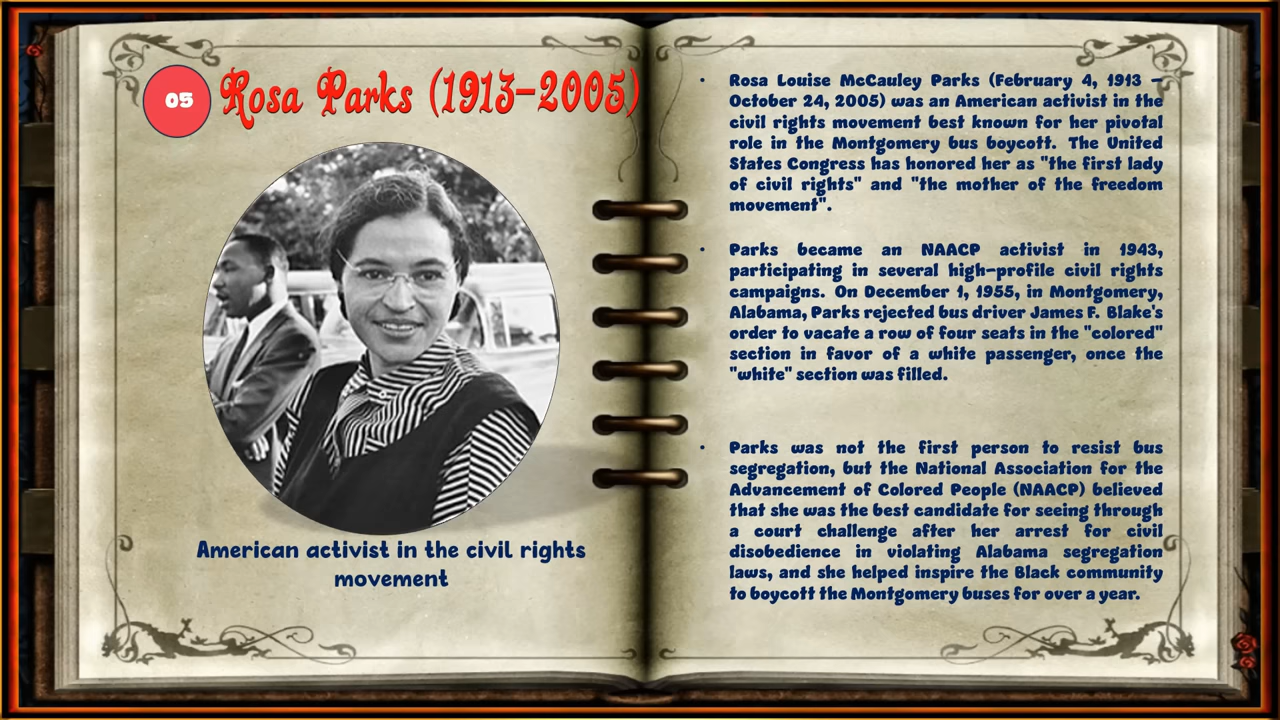 05
Rosa Parks (1913-2005)
American activist in the civil rights
movement
• Rosa Louise McCauley Parks (February 4, 1913 –
October 24, 2005) was an American activist in the
civil rights movement best known for her pivotal
role in the Montgomery bus boycott. The United
States Congress has honored her as "the first lady
of civil rights" and "the mother of the freedom
movement".
• Parks became an NAACP activist in 1943,
participating in several high-profile civil rights
campaigns. On December 1, 1955, in Montgomery,
Alabama, Parks rejected bus driver James F. Blake's
order to vacate a row of four seats in the "colored"
section in favor of a white passenger, once the
"white" section was filled.
• Parks was not the first person to resist bus
segregation, but the National Association for the
Advancement of Colored People (NAACP) believed
that she was the best candidate for seeing through
a court challenge after her arrest for civil
disobedience in violating Alabama segregation
laws, and she helped inspire the Black community
to boycott the Montgomery buses for over a year.